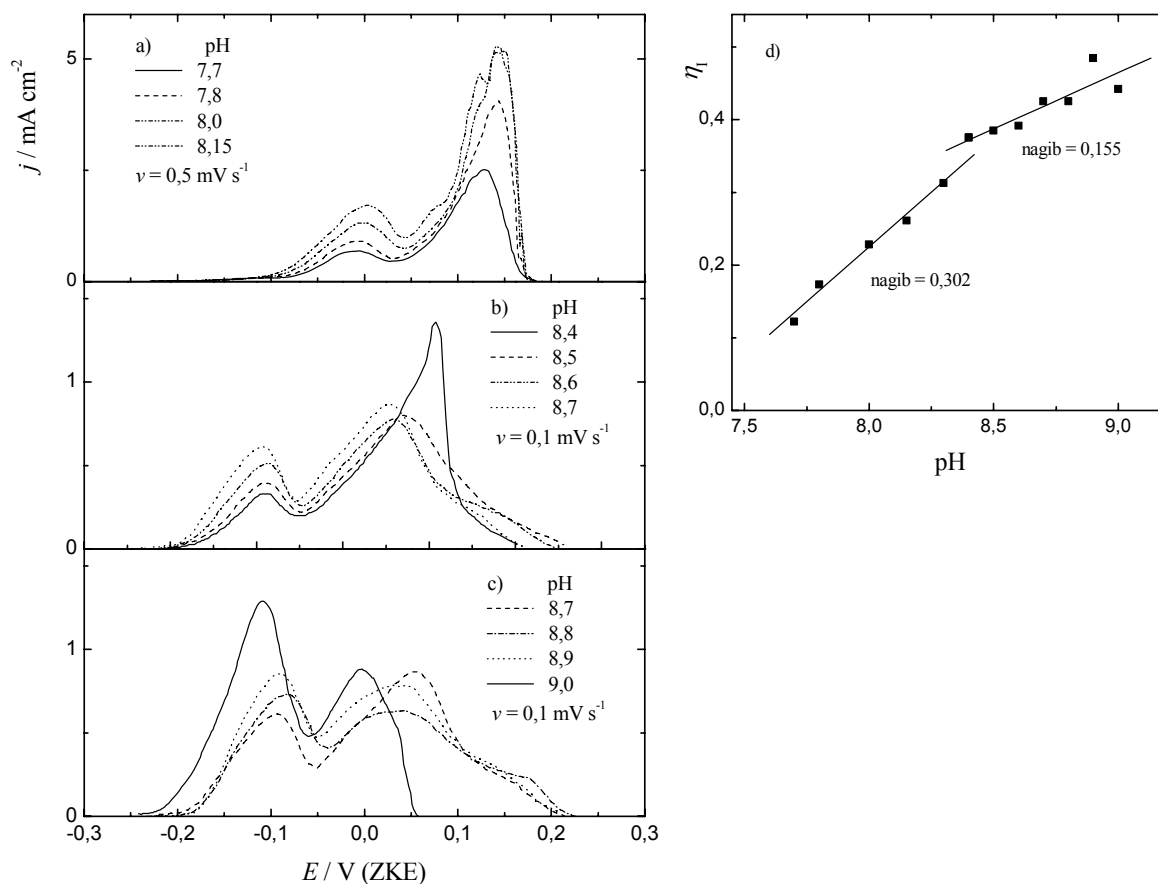 a) pH
7,7
7,8
8,0
8,15
v = 0,5 mV s⁻¹
5
0
j / mA cm⁻²
b) pH
8,4
8,5
8,6
8,7
v = 0,1 mV s⁻¹
1
0
c) pH
8,7
8,8
8,9
9,0
v = 0,1 mV s⁻¹
1
0
-0,3 -0,2 -0,1 0,0 0,1 0,2 0,3
E / V (ZKE)
d)
η₁
0,4
0,2
0,0
nagib = 0,155
nagib = 0,302
7,5 8,0 8,5 9,0
pH